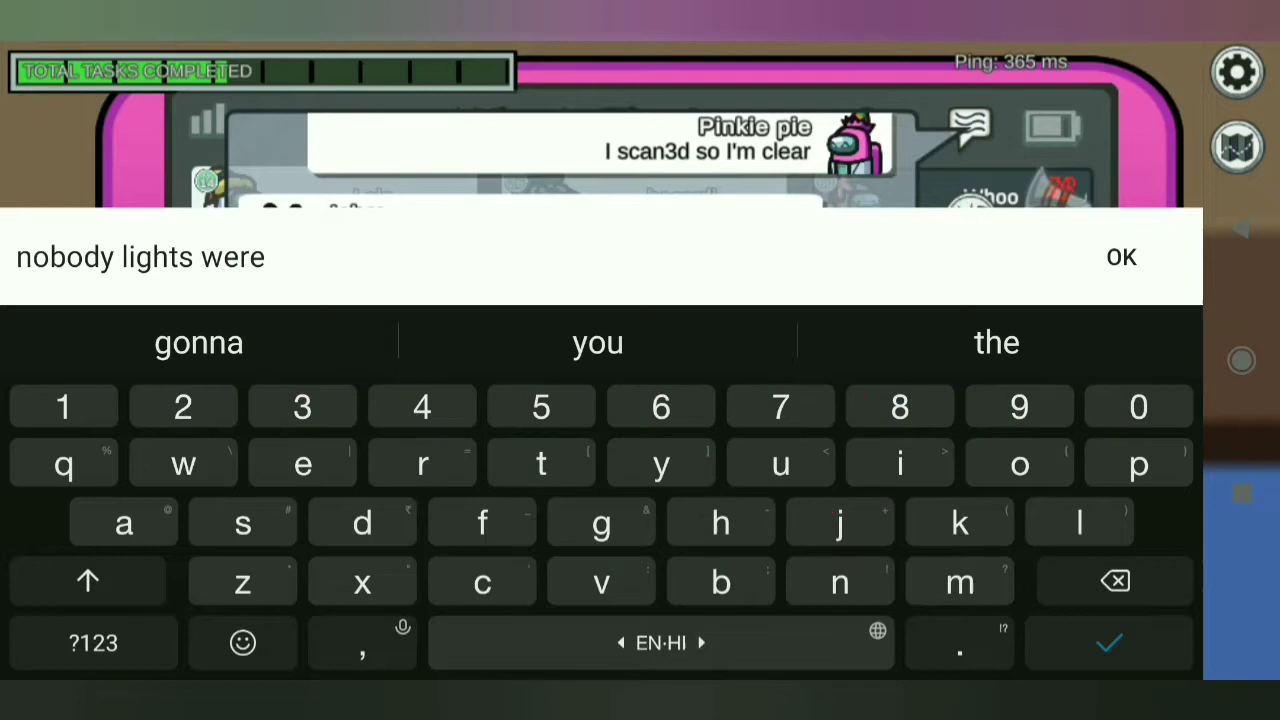 TOTAL TASKS COMPLETED
Ping: 365 ms
Pinkie pie
I scan3d so I'm clear
Whoo
nobody lights were
OK
gonna you the
1 2 3 4 5 6 7 8 9 0
q w e r t y u i o p
a s d f g h j k l
z x c v b n m
?123 , EN·HI .